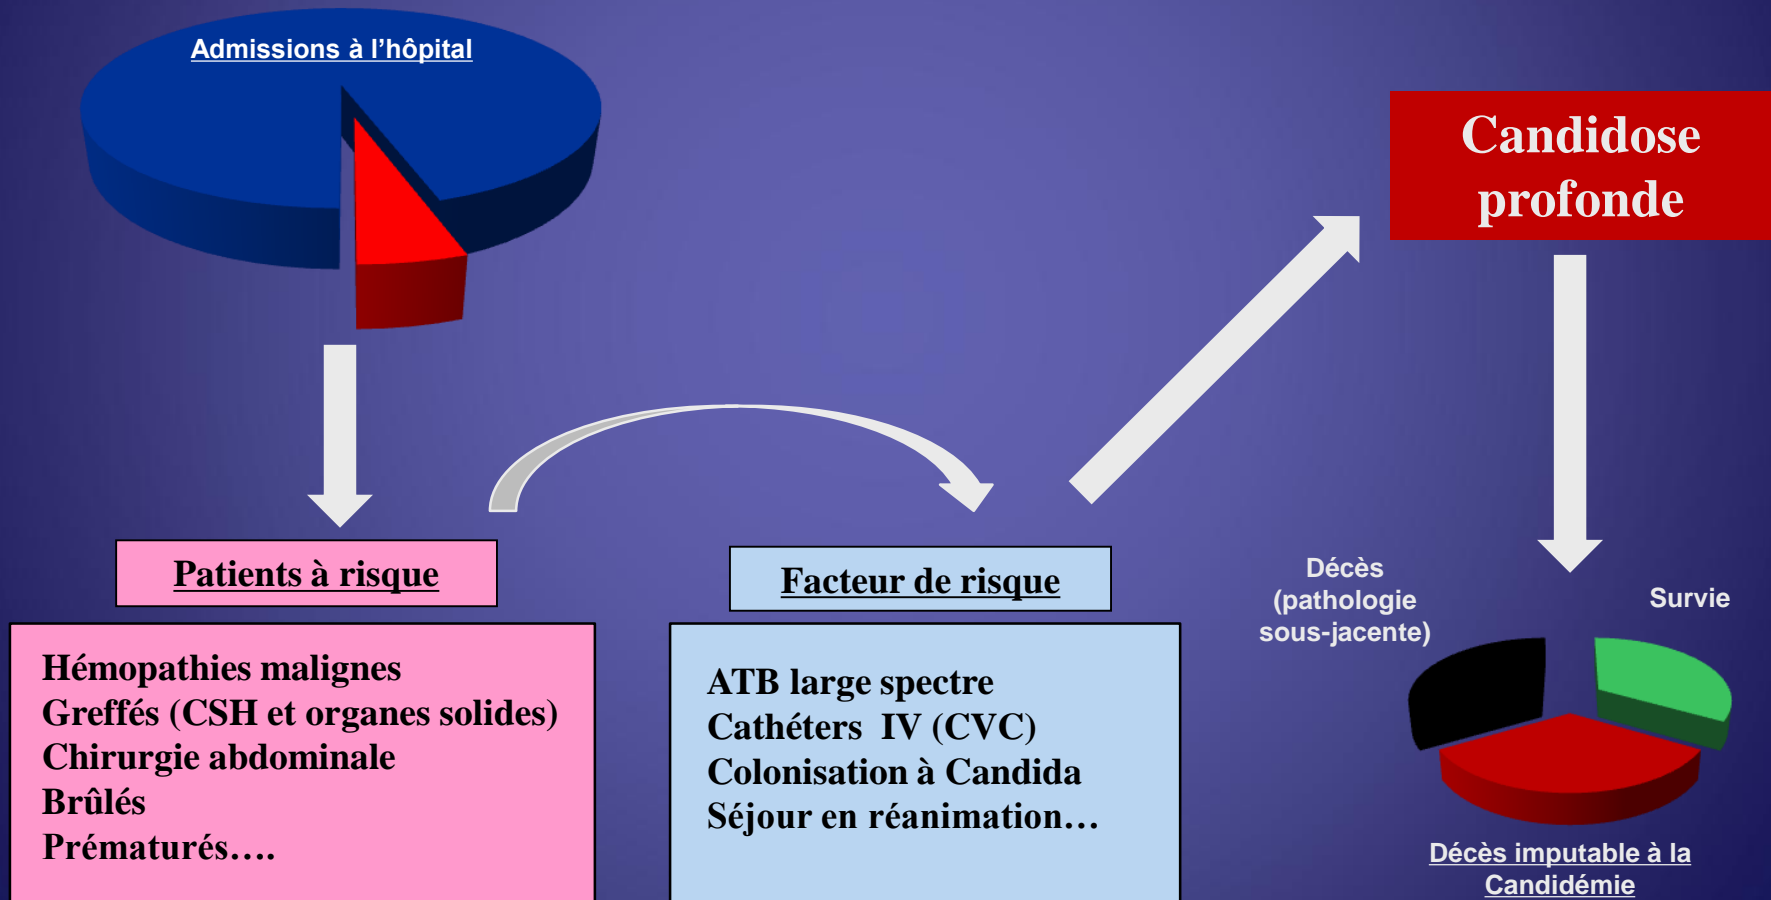 Admissions à l’hôpital
Candidose
profonde
Patients à risque
Hémopathies malignes
Greffés (CSH et organes solides)
Chirurgie abdominale
Brûlés
Prématurés….
Facteur de risque
ATB large spectre
Cathéters  IV (CVC)
Colonisation à Candida
Séjour en réanimation…
Décès
(pathologie
sous-jacente)
Survie
Décès imputable à la
Candidémie